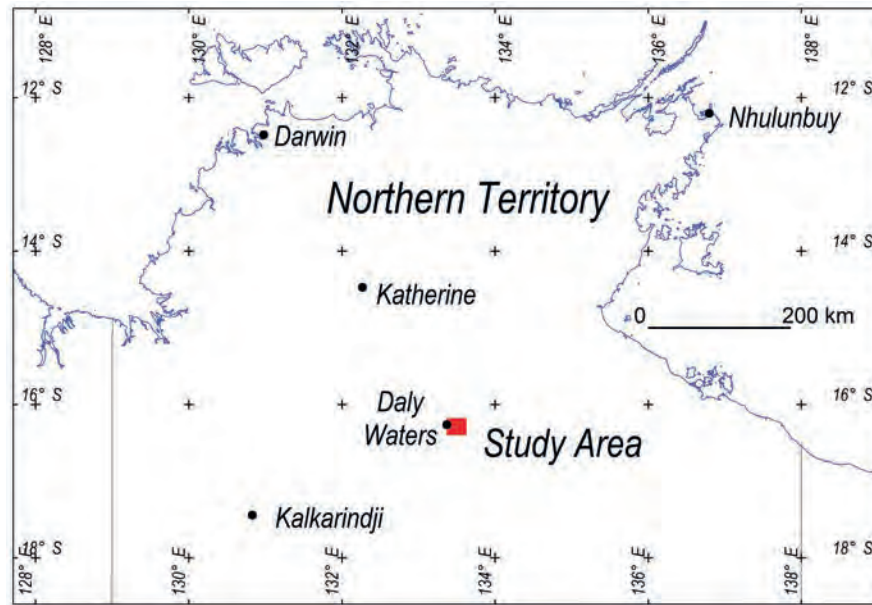 128° E
130° E
132° E
134° E
136° E
138° E
12° S
12° S
Darwin
Nhulunbuy
Northern Territory
14° S
14° S
Katherine
0 200 km
16° S
16° S
Daly
Waters
Study Area
Kalkarindji
18° S
18° S
128° E
130° E
132° E
134° E
136° E
138° E